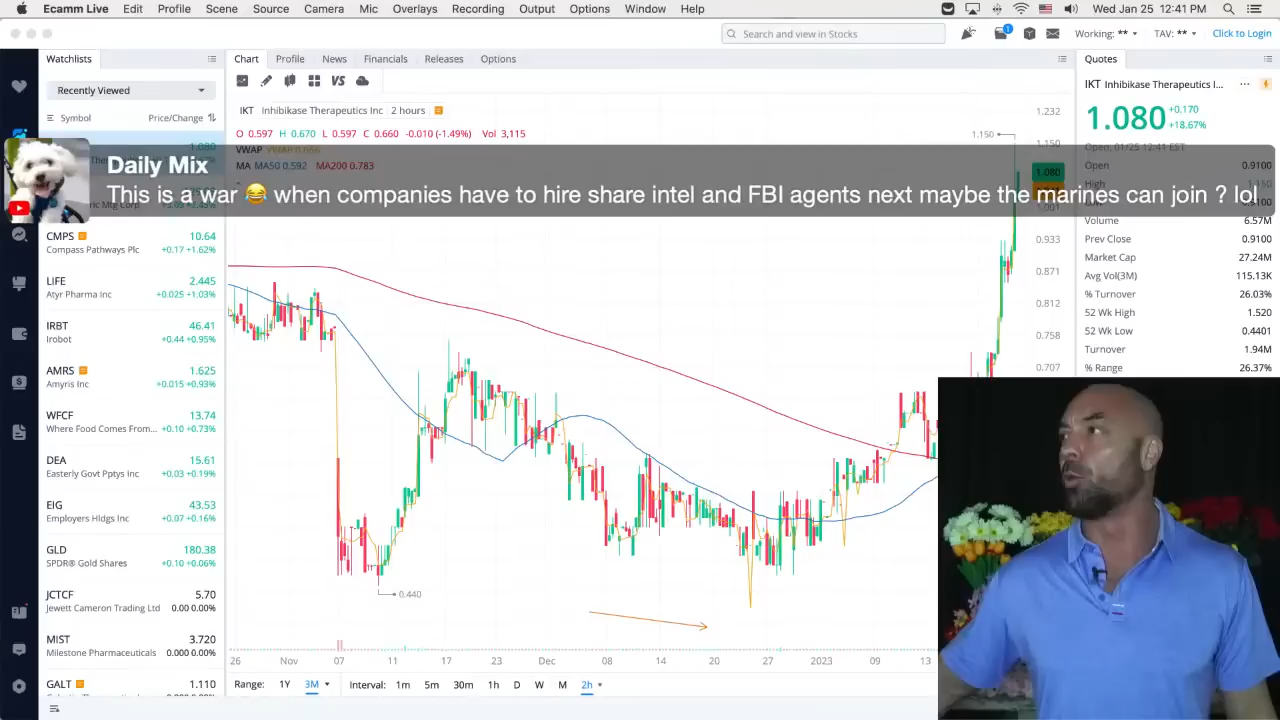 Ecamm Live Edit Profile Scene Source Camera Mic Overlays Recording Output Options Window Help Wed Jan 25 12:41 PM
Search and view in Stocks
Working: ** TAV: ** Click to Login
Watchlists
Chart Profile News Financials Releases Options
Quotes
Recently Viewed
VS
IKT Inhibikase Therapeutics I...
Symbol Price/Change
IKT Inhibikase Therapeutics Inc 2 hours
1.080 +0.170
+18.67%
O 0.597 H 0.670 L 0.597 C 0.660 -0.010 (-1.49%) Vol 3,115
VWAP
MA MA50 0.592 MA200 0.783
Open, 01/25 12:41 EST
Daily Mix
This is a war 😂 when companies have to hire share intel and FBI agents next maybe the marines can join ? lol
1.232
1.150
1.150
1.080
0.933
0.871
0.812
0.758
0.707
0.440
CMPS 10.64
Compass Pathways Plc +0.17 +1.62%
LIFE 2.445
Atyr Pharma Inc +0.025 +1.03%
IRBT 46.41
Irobot +0.44 +0.95%
AMRS 1.625
Amyris Inc +0.015 +0.93%
WFCF 13.74
Where Food Comes From... +0.10 +0.73%
DEA 15.61
Easterly Govt Pptys Inc +0.03 +0.19%
EIG 43.53
Employers Hldgs Inc +0.07 +0.16%
GLD 180.38
SPDR® Gold Shares +0.10 +0.06%
JCTCF 5.70
Jewett Cameron Trading Ltd 0.00 0.00%
MIST 3.720
Milestone Pharmaceuticals 0.000 0.00%
GALT 1.110
Open 0.9100
High 1.150
Volume 6.57M
Prev Close 0.9100
Market Cap 27.24M
Avg Vol(3M) 115.13K
% Turnover 26.03%
52 Wk High 1.520
52 Wk Low 0.4401
Turnover 1.94M
% Range 26.37%
26 Nov 07 11 17 23 Dec 08 14 20 27 2023 09 13
Range: 1Y 3M Interval: 1m 5m 30m 1h D W M 2h